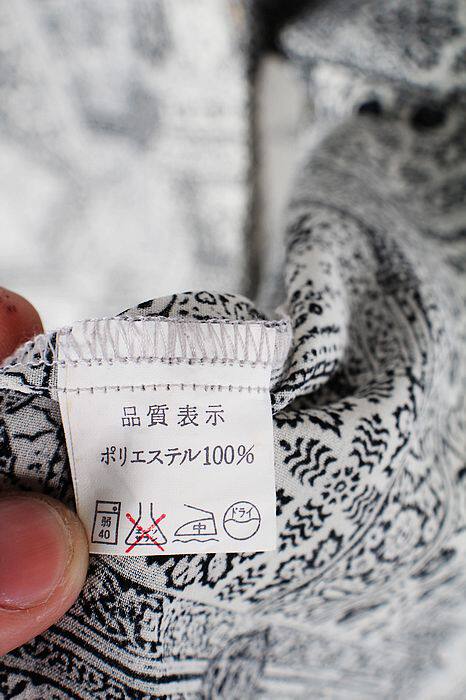 品質表示
ポリエステル100%
弱 中 ドライ
40